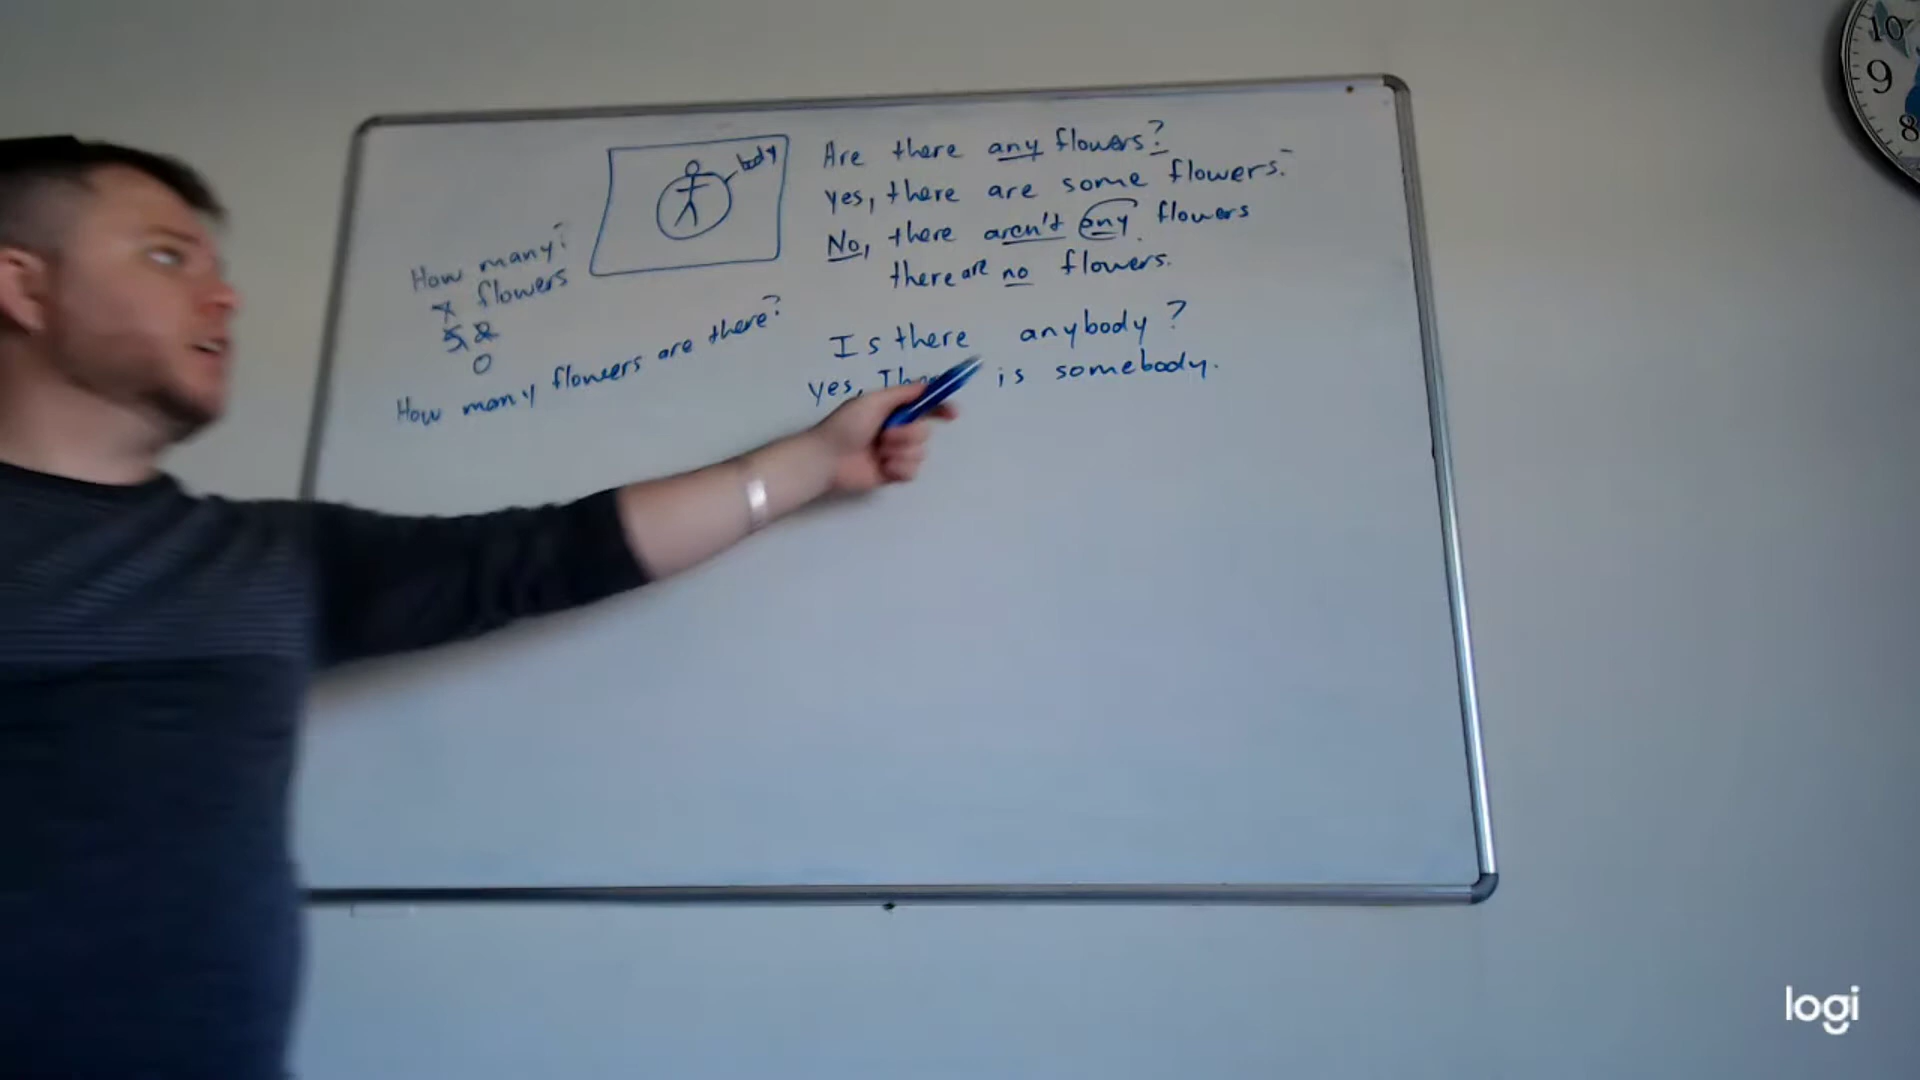 How many?
x flowers
5, 2
0
How many flowers are there?
body
Are there any flowers?
yes, there are some flowers.
No, there aren't any flowers
there are no flowers.
Is there anybody?
yes, is somebody.
10
9
8
logi